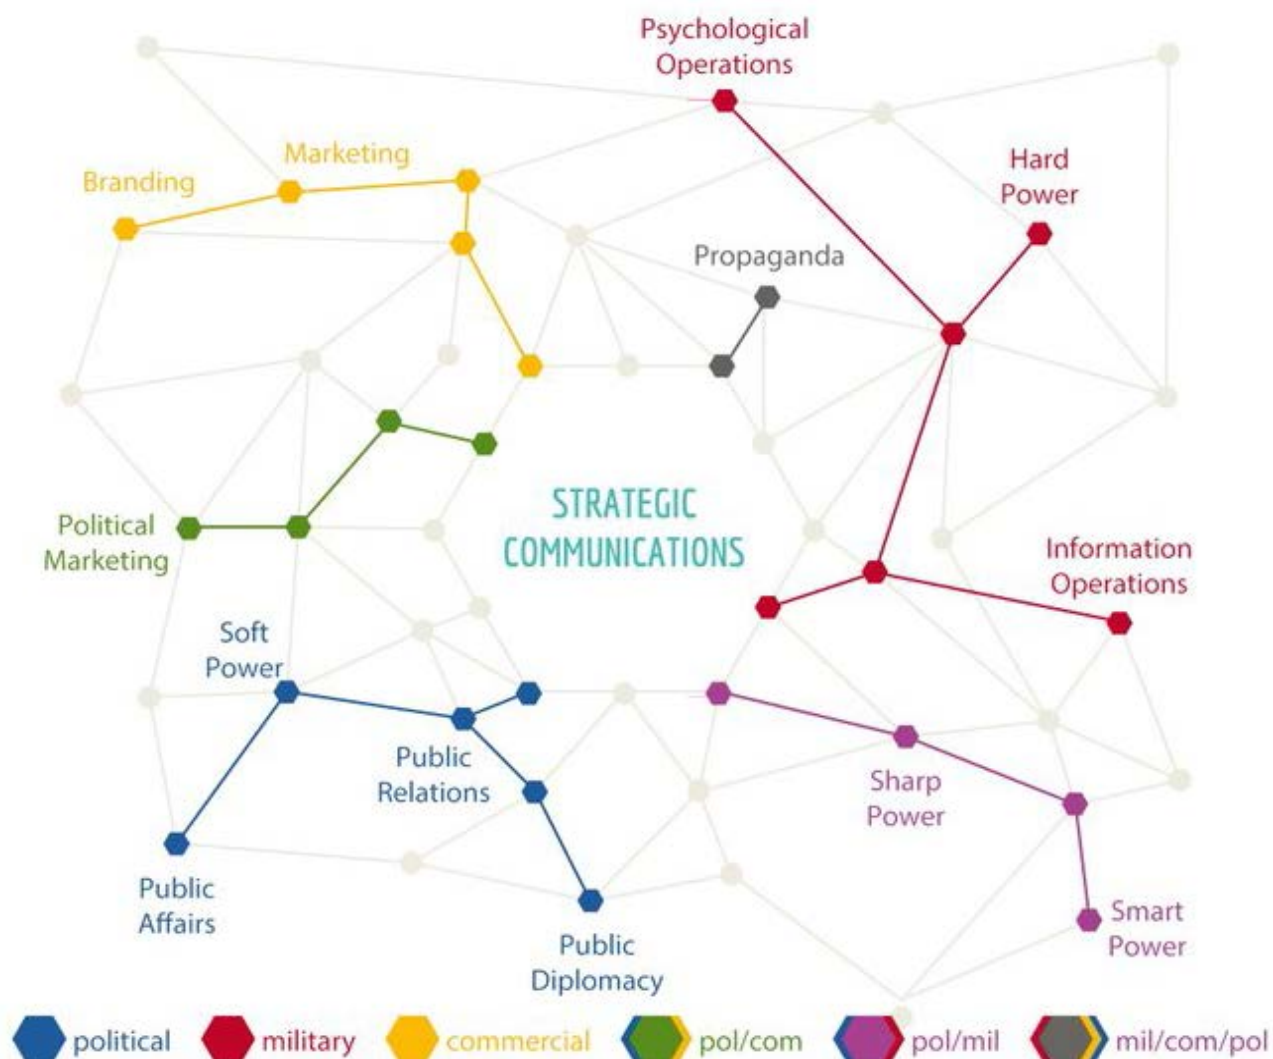 Psychological
Operations
Marketing
Branding
Hard
Power
Propaganda
STRATEGIC
COMMUNICATIONS
Political
Marketing
Information
Operations
Soft
Power
Public
Relations
Sharp
Power
Public
Affairs
Smart
Power
Public
Diplomacy
political
military
commercial
pol/com
pol/mil
mil/com/pol